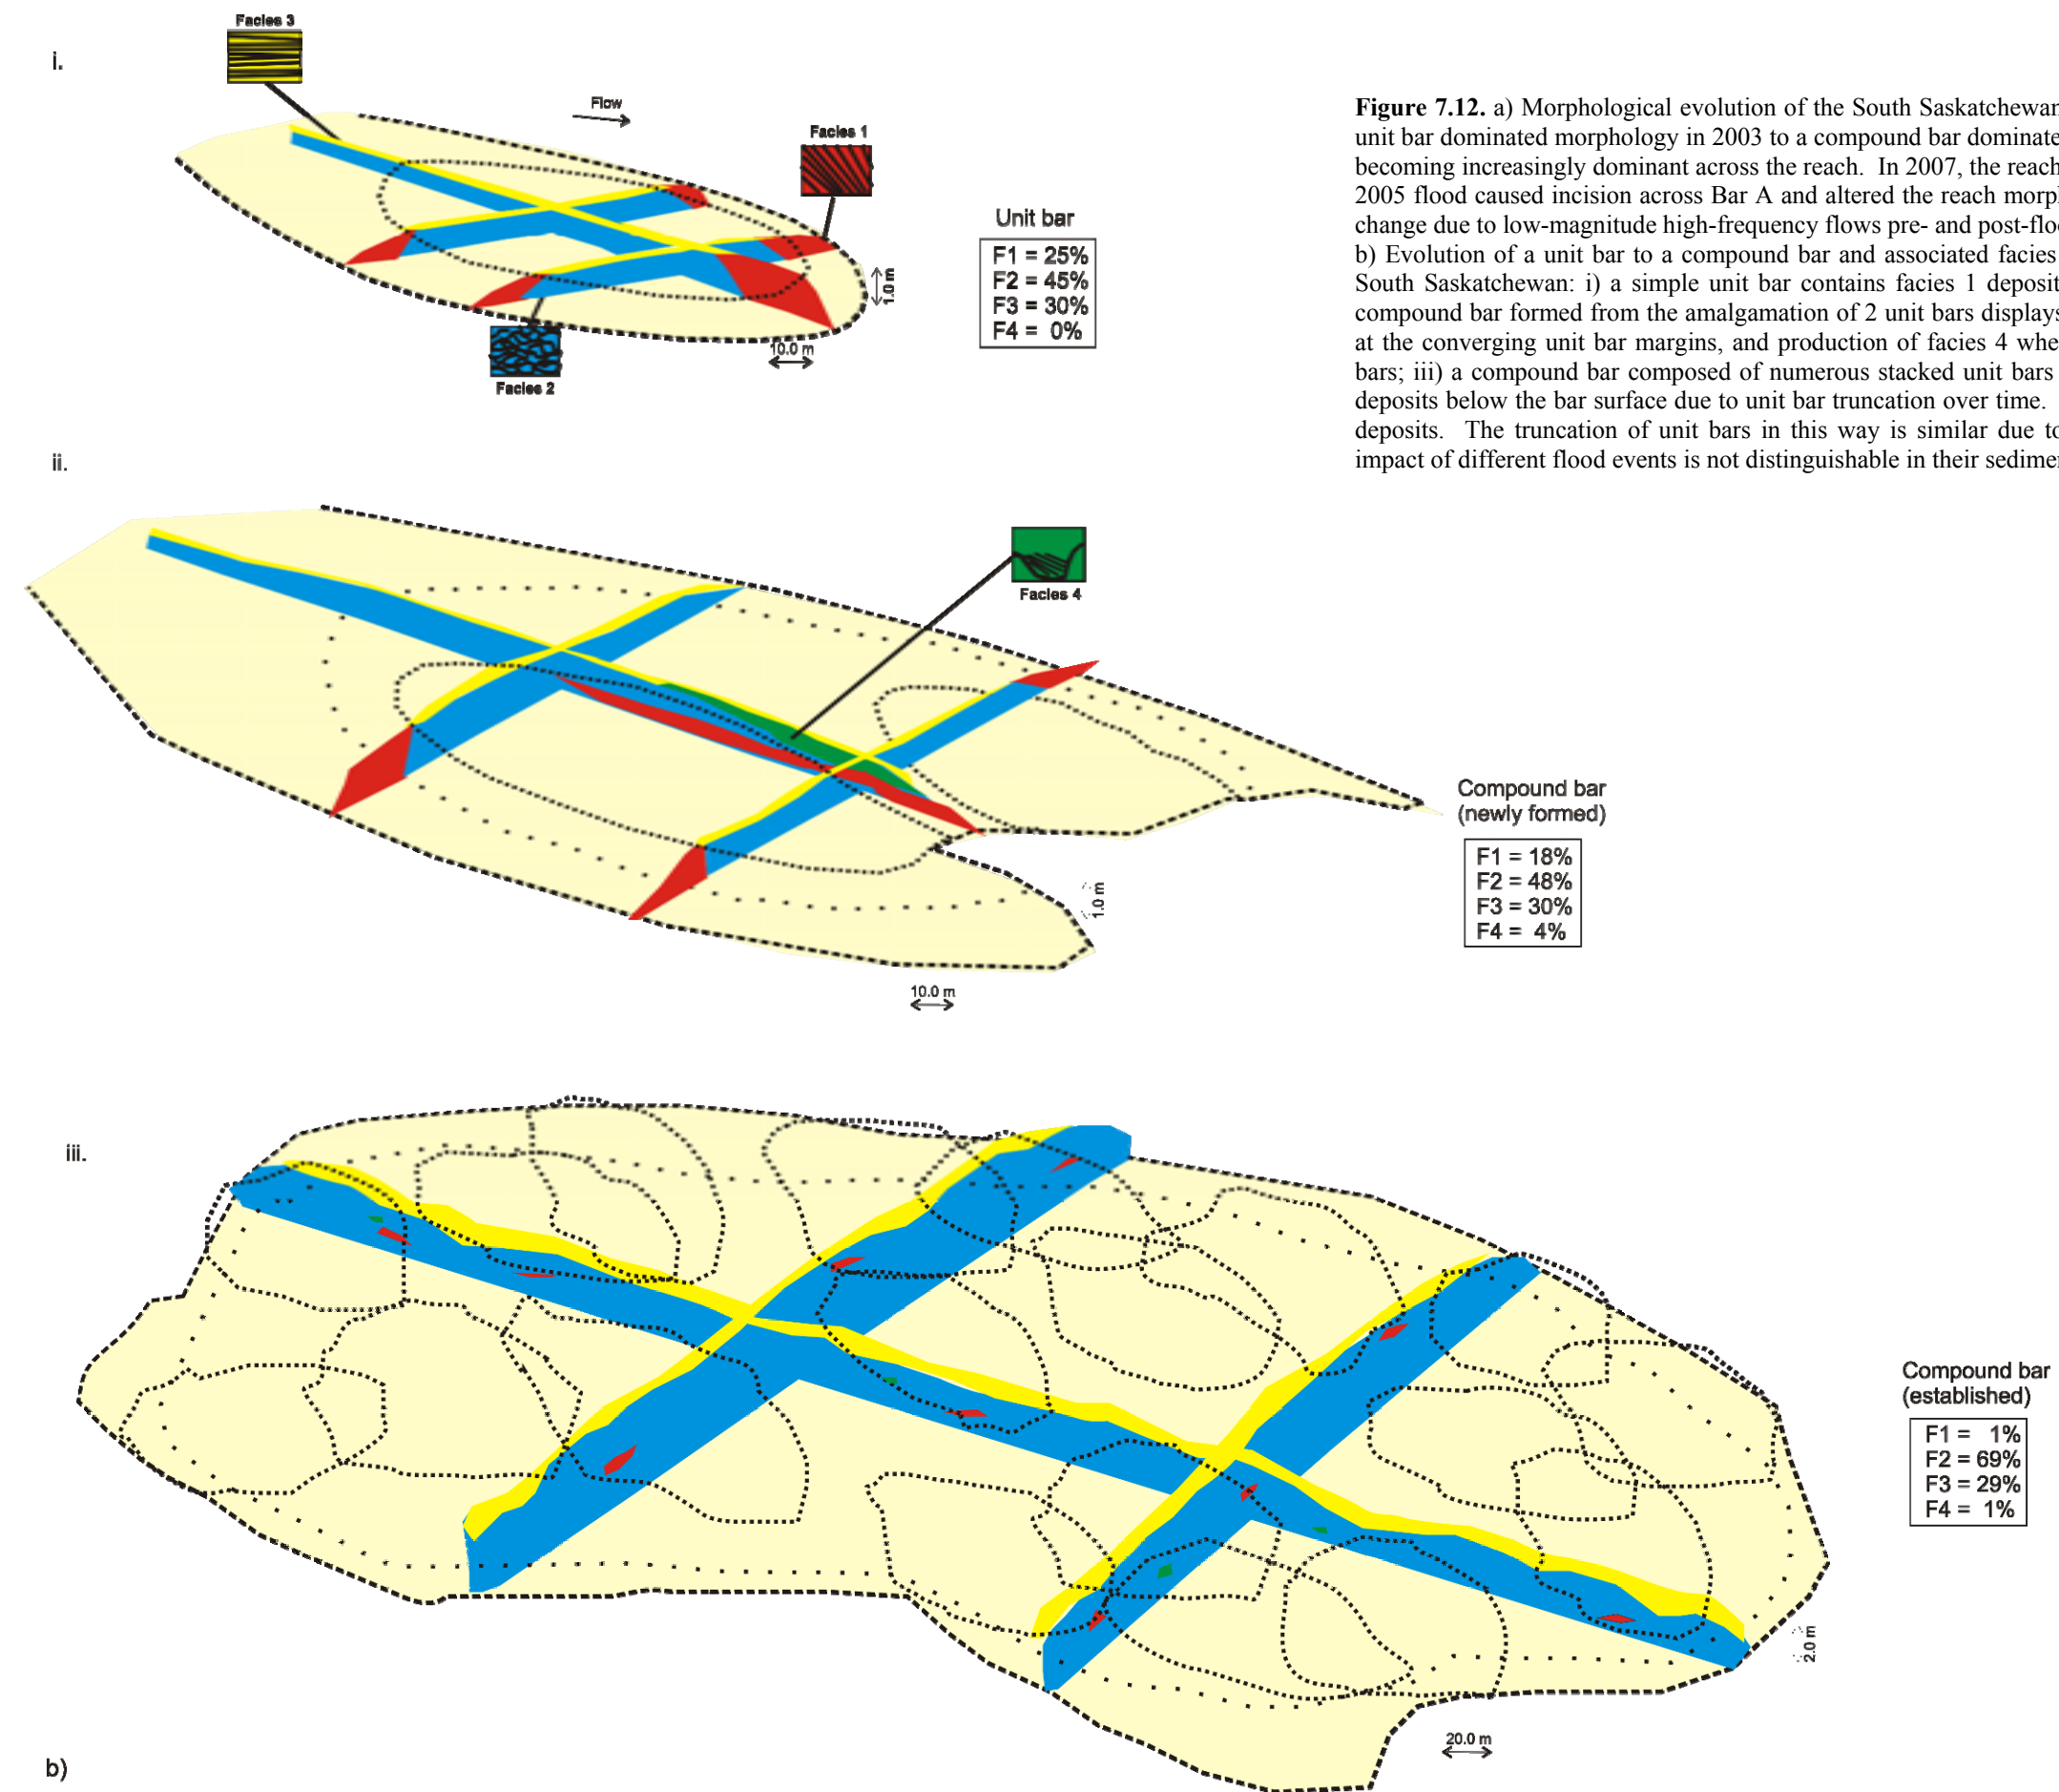 i.
Facies 3
Flow
Facies 1
Unit bar
F1 = 25%
F2 = 45%
F3 = 30%
F4 = 0%
1.0 m
10.0 m
Facies 2
Figure 7.12. a) Morphological evolution of the South Saskatchewan
unit bar dominated morphology in 2003 to a compound bar dominate
becoming increasingly dominant across the reach. In 2007, the reach
2005 flood caused incision across Bar A and altered the reach morp
change due to low-magnitude high-frequency flows pre- and post-floo
b) Evolution of a unit bar to a compound bar and associated facies
South Saskatchewan: i) a simple unit bar contains facies 1 deposit
compound bar formed from the amalgamation of 2 unit bars displays
at the converging unit bar margins, and production of facies 4 whe
bars; iii) a compound bar composed of numerous stacked unit bars
deposits below the bar surface due to unit bar truncation over time.
deposits. The truncation of unit bars in this way is similar due to
impact of different flood events is not distinguishable in their sedime
ii.
Facies 4
Compound bar
(newly formed)
F1 = 18%
F2 = 48%
F3 = 30%
F4 = 4%
1.0 m
10.0 m
iii.
Compound bar
(established)
F1 = 1%
F2 = 69%
F3 = 29%
F4 = 1%
2.0 m
20.0 m
b)